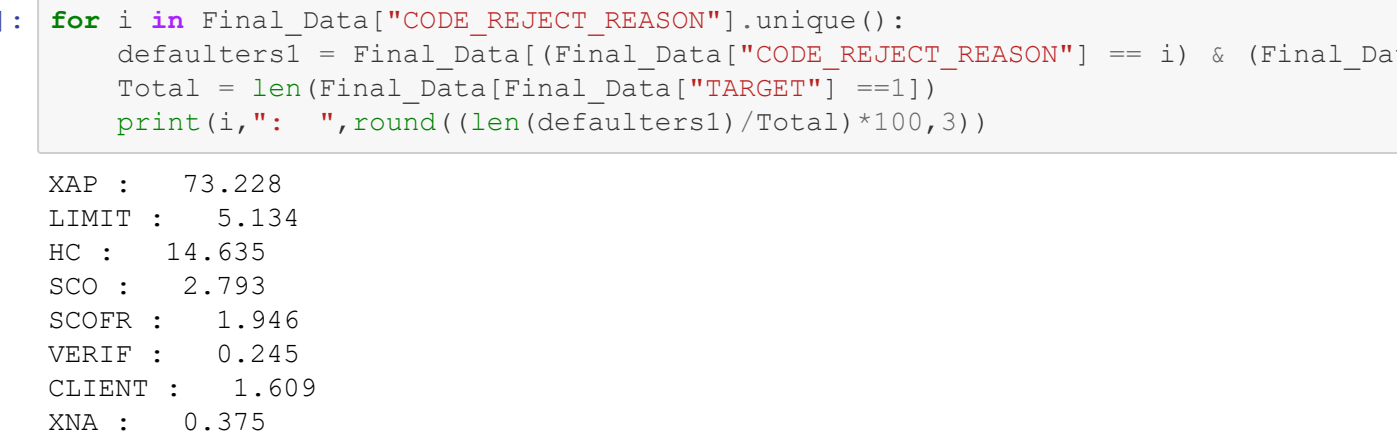 ]: for i in Final_Data["CODE_REJECT_REASON"].unique():
defaulters1 = Final_Data[(Final_Data["CODE_REJECT_REASON"] == i) & (Final_Da
Total = len(Final_Data[Final_Data["TARGET"] ==1])
print(i,":  ",round((len(defaulters1)/Total)*100,3))
XAP :   73.228
LIMIT :   5.134
HC :   14.635
SCO :   2.793
SCOFR :   1.946
VERIF :   0.245
CLIENT :   1.609
XNA :   0.375